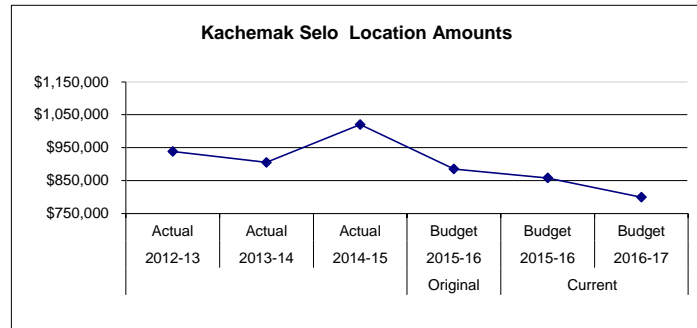 Kachemak Selo Location Amounts
$1,150,000
$1,050,000
$950,000
$850,000
$750,000
Actual Actual Actual Budget Budget Budget
2012-13 2013-14 2014-15 2015-16 2015-16 2016-17
Original Current